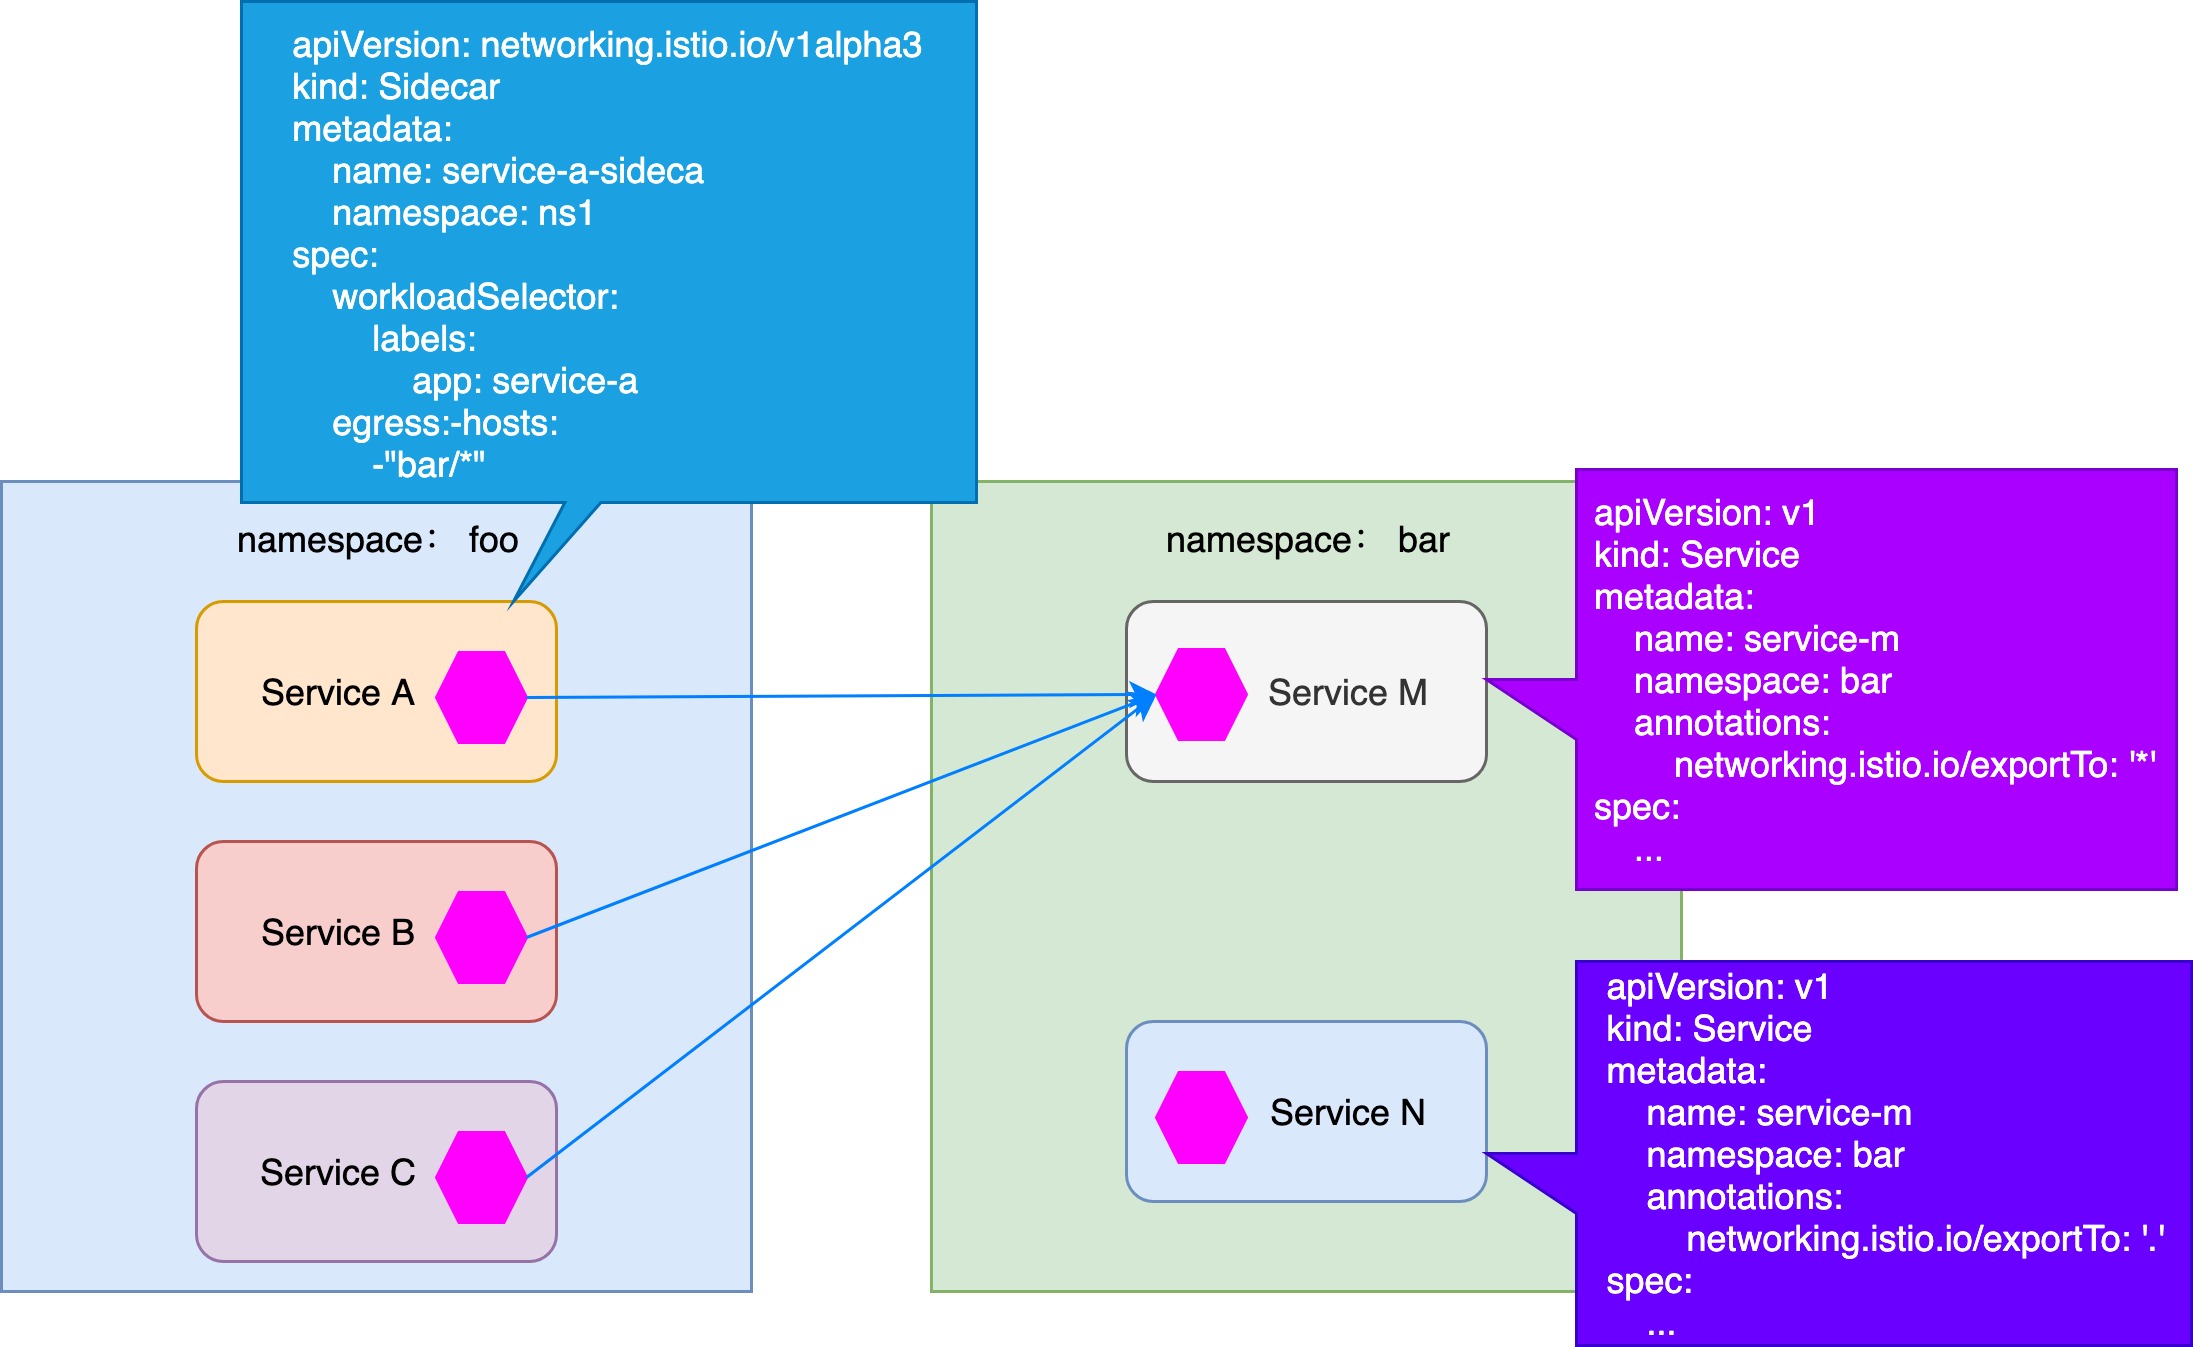 apiVersion: networking.istio.io/v1alpha3
kind: Sidecar
metadata:
name: service-a-sideca
namespace: ns1
spec:
workloadSelector:
labels:
app: service-a
egress:-hosts:
-"bar/*"
namespace： foo
Service A
Service B
Service C
namespace： bar
Service M
Service N
apiVersion: v1
kind: Service
metadata:
name: service-m
namespace: bar
annotations:
networking.istio.io/exportTo: '*'
spec:
...
apiVersion: v1
kind: Service
metadata:
name: service-m
namespace: bar
annotations:
networking.istio.io/exportTo: '.'
spec:
...